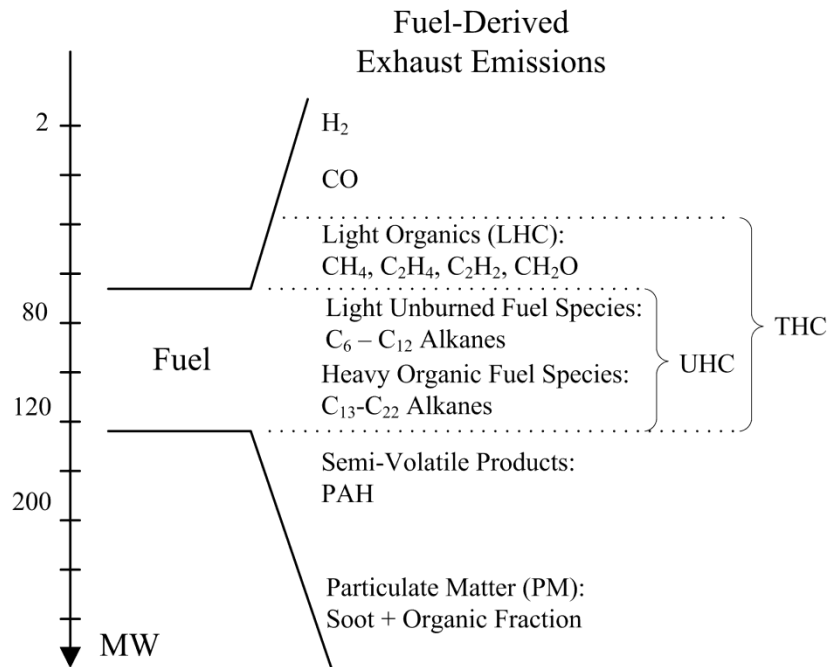 Fuel-Derived
Exhaust Emissions
2
H₂
CO
Light Organics (LHC):
CH₄, C₂H₄, C₂H₂, CH₂O
80
Light Unburned Fuel Species:
C₆ – C₁₂ Alkanes
THC
Fuel
Heavy Organic Fuel Species:
UHC
C₁₃-C₂₂ Alkanes
120
Semi-Volatile Products:
PAH
200
Particulate Matter (PM):
Soot + Organic Fraction
MW